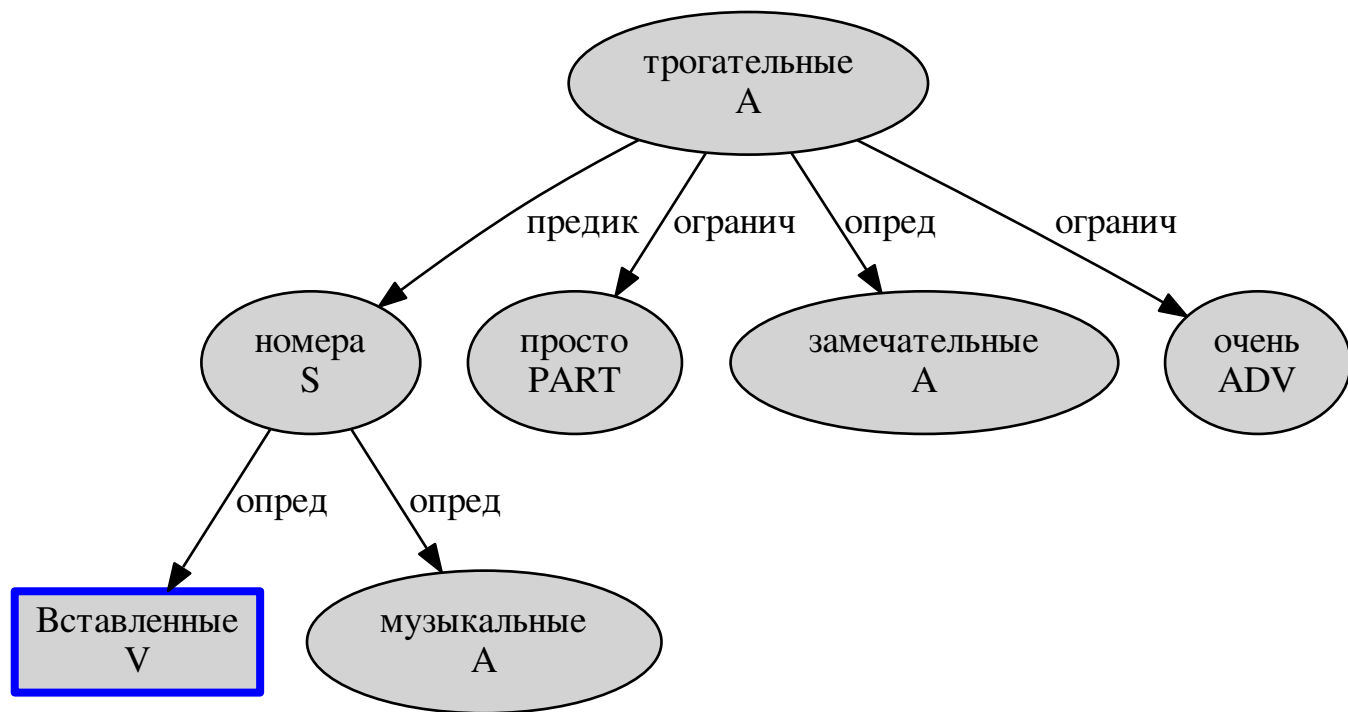 трогательные
A
предик
огранич
опред
огранич
номера
S
просто
PART
замечательные
A
очень
ADV
опред
опред
Вставленные
V
музыкальные
A